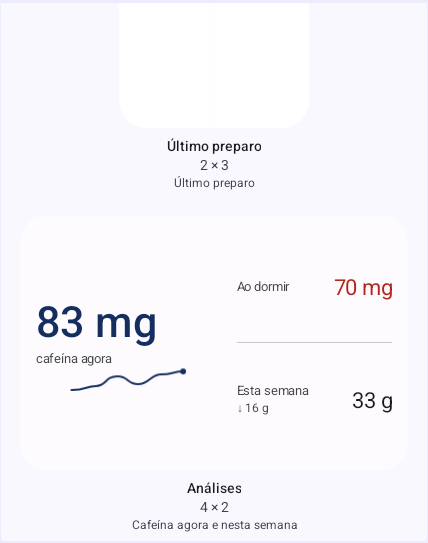 Último preparo
2 × 3
Último preparo
83 mg
cafeína agora
Ao dormir
70 mg
Esta semana
↓ 16 g
33 g
Análises
4 × 2
Cafeína agora e nesta semana